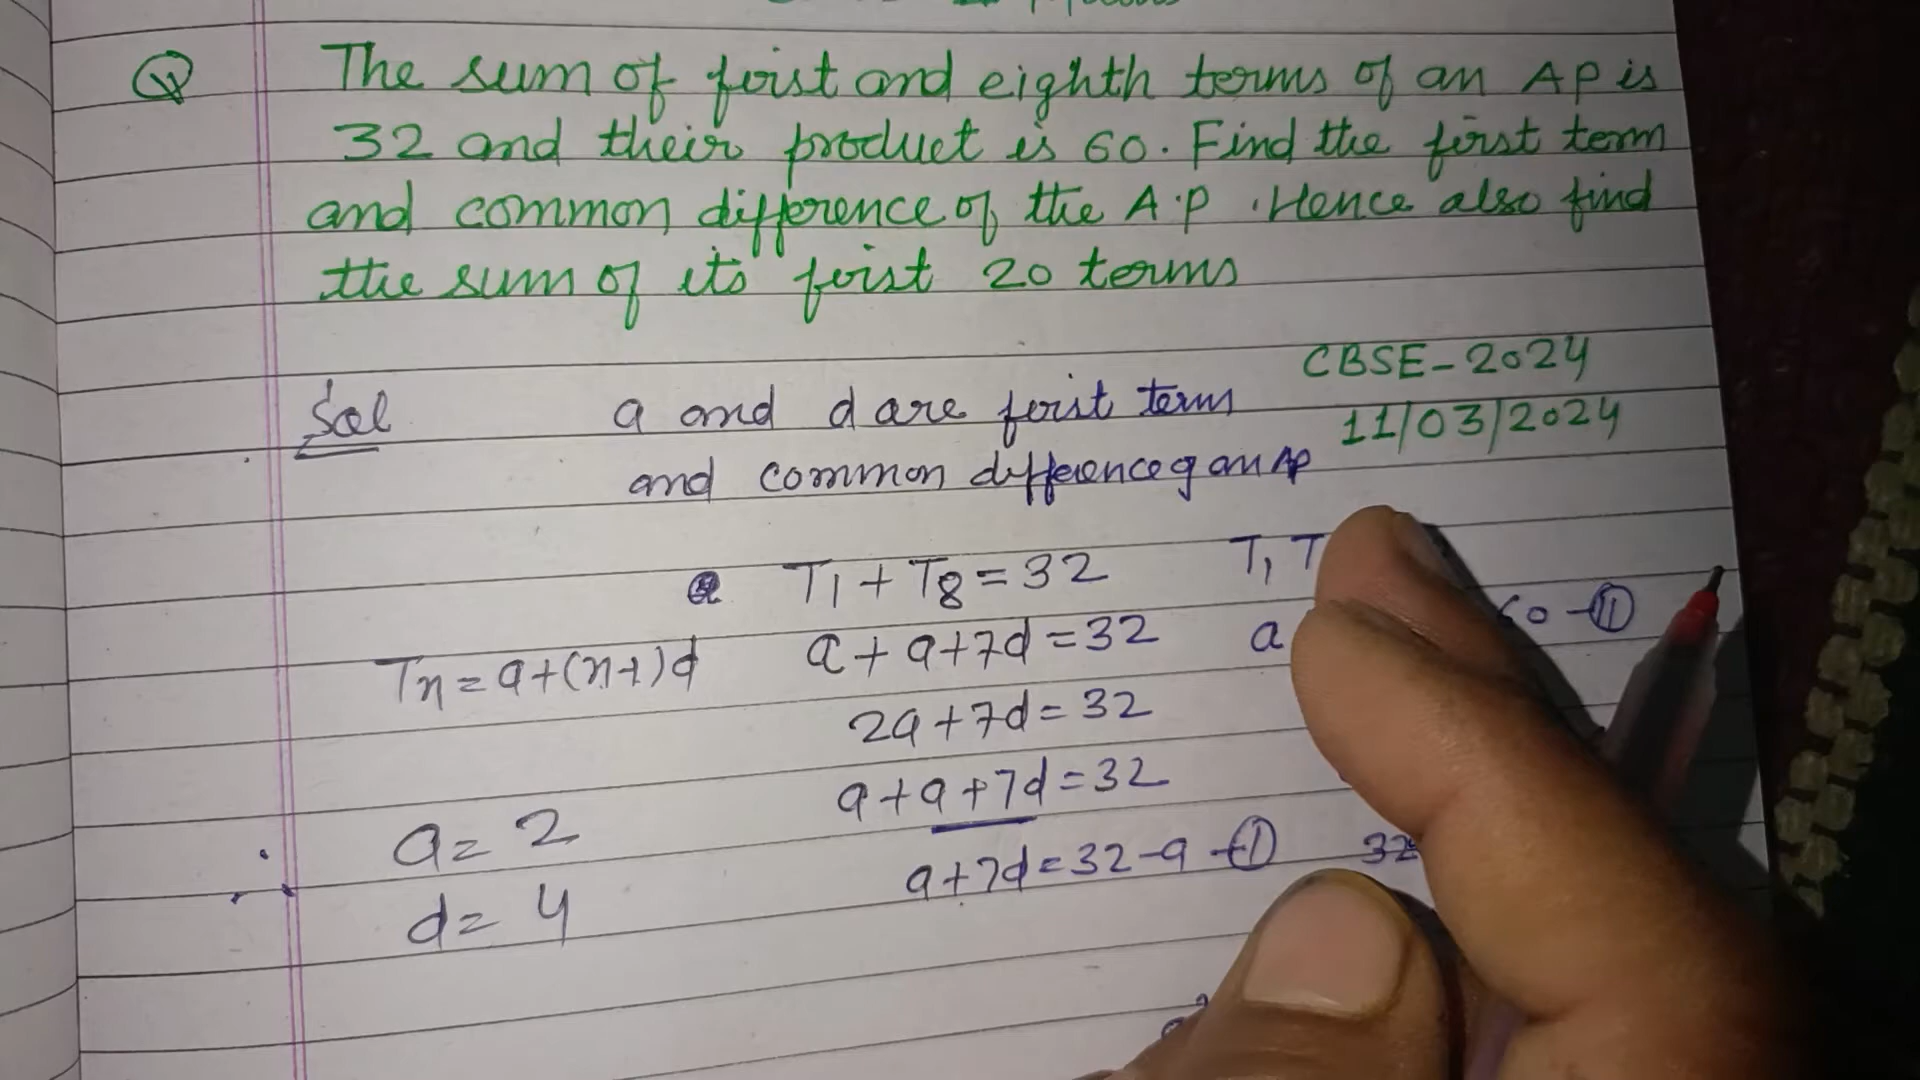 Q The sum of first and eighth terms of an AP is
32 and their product is 60. Find the first term
and common difference of the A.P. Hence also find
the sum of its first 20 terms
CBSE-2024
11/03/2024
Sol a and d are first term
and common difference of an AP
T1 + T8 = 32
T1 T
a + a + 7d = 32
a
60 - (11)
Tn = a + (n-1)d
2a + 7d = 32
a + a + 7d = 32
a + 7d = 32 - a - (1)
32
a = 2
d = 4